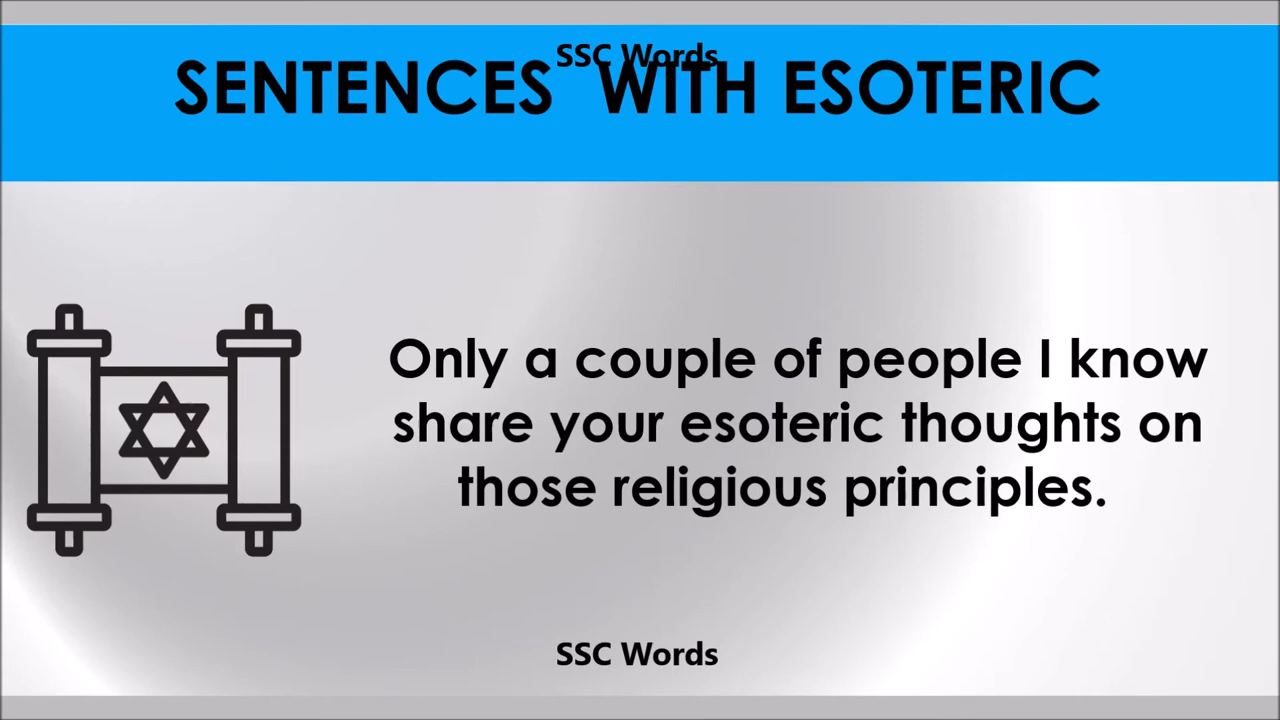 SSC Words
SENTENCES WITH ESOTERIC
Only a couple of people I know
share your esoteric thoughts on
those religious principles.
SSC Words